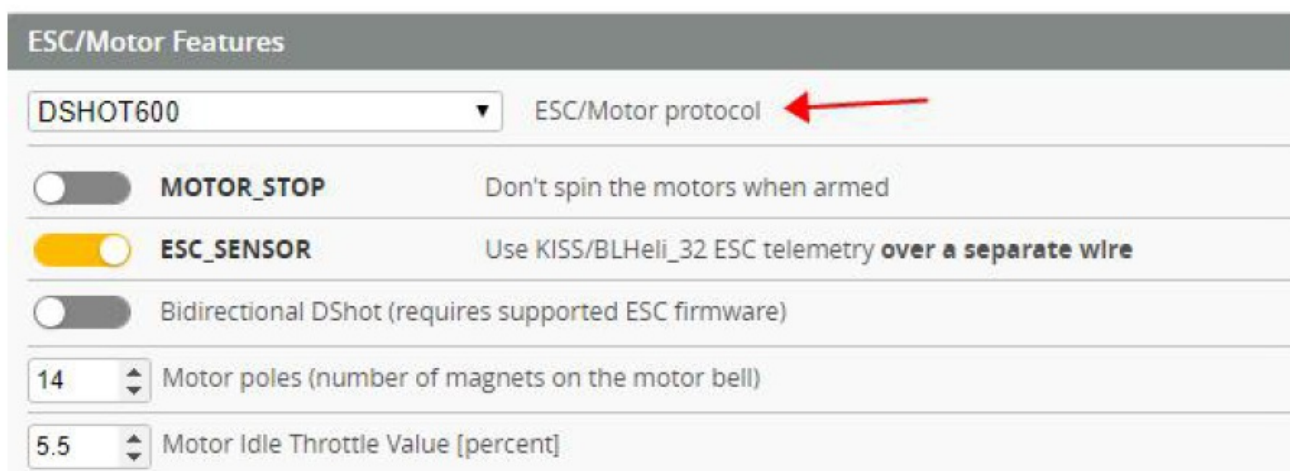 ESC/Motor Features
DSHOT600 ESC/Motor protocol
MOTOR_STOP Don't spin the motors when armed
ESC_SENSOR Use KISS/BLHeli_32 ESC telemetry over a separate wire
Bidirectional DShot (requires supported ESC firmware)
14 Motor poles (number of magnets on the motor bell)
5.5 Motor Idle Throttle Value [percent]